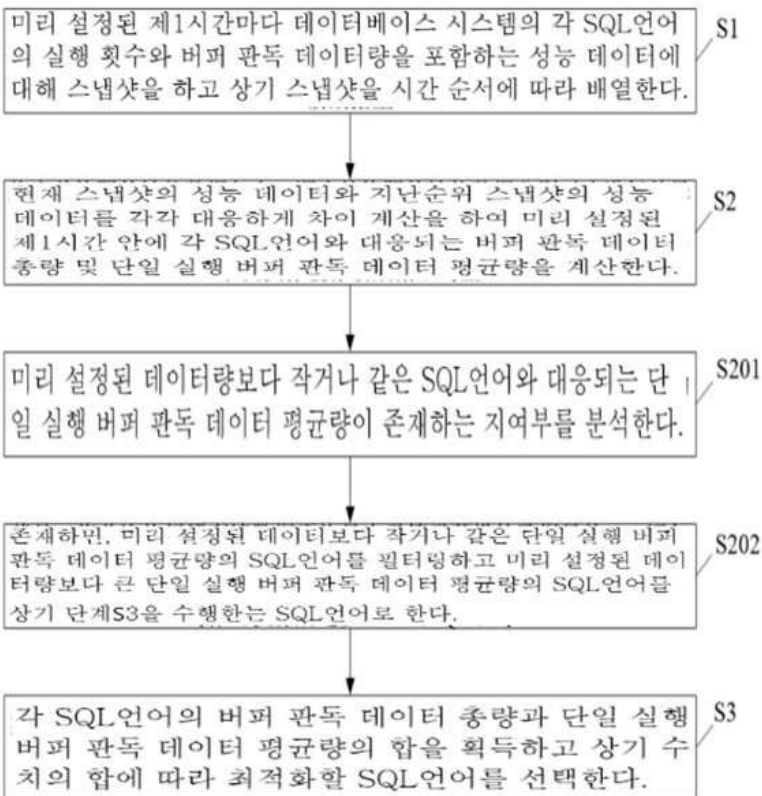 미리 설정된 제1시간마다 데이터베이스 시스템의 각 SQL언어
의 실행 횟수와 버퍼 판독 데이터량을 포함하는 성능 데이터에
대해 스냅샷을 하고 상기 스냅샷을 시간 순서에 따라 배열한다.
S1
현재 스냅샷의 성능 데이터와 지난순위 스냅샷의 성능
데이터를 각각 대응하게 차이 계산을 하여 미리 설정된
제1시간 안에 각 SQL언어와 대응되는 버퍼 판독 데이터
총량 및 단일 실행 버퍼 판독 데이터 평균량을 계산한다.
S2
미리 설정된 데이터량보다 작거나 같은 SQL언어와 대응되는 단
일 실행 버퍼 판독 데이터 평균량이 존재하는 지여부를 분석한다.
S201
존재하면, 미리 설정된 데이터보다 작거나 같은 단일 실행 버퍼
판독 데이터 평균량의 SQL언어를 필터링하고 미리 설정된 데이
터량보다 큰 단일 실행 버퍼 판독 데이터 평균량의 SQL언어를
상기 단계S3을 수행한는 SQL언어로 한다.
S202
각 SQL언어의 버퍼 판독 데이터 총량과 단일 실행
버퍼 판독 데이터 평균량의 합을 획득하고 상기 수
치의 합에 따라 최적화할 SQL언어를 선택한다.
S3